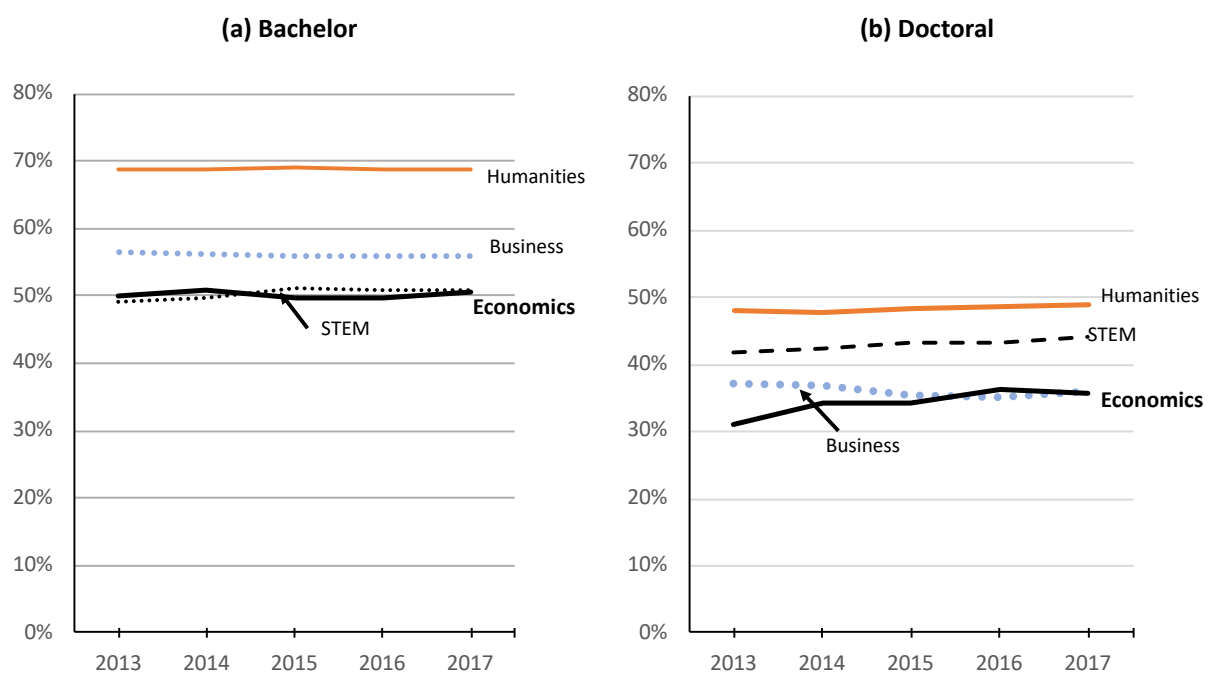 (a) Bachelor
80%
70%
60%
50%
40%
30%
20%
10%
0%
Humanities
Business
Economics
STEM
2013 2014 2015 2016 2017
(b) Doctoral
80%
70%
60%
50%
40%
30%
20%
10%
0%
Humanities
STEM
Economics
Business
2013 2014 2015 2016 2017